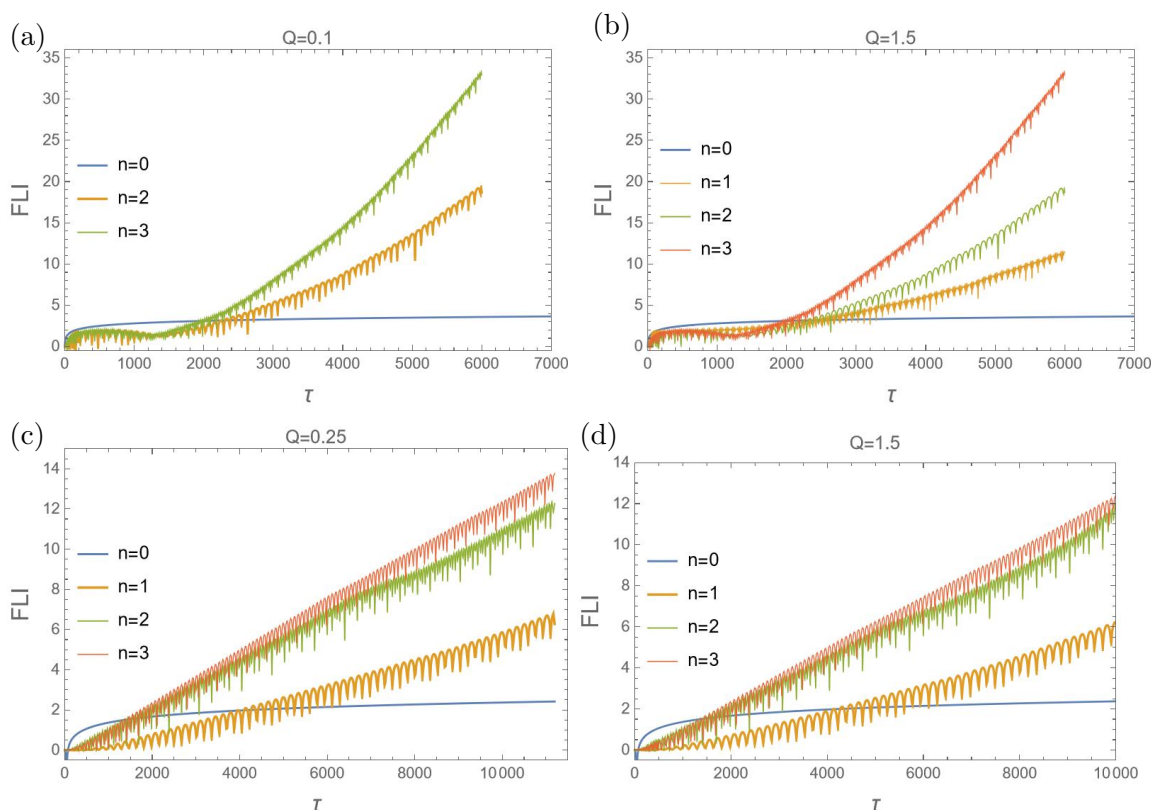 (a)
Q=0.1
FLI
35
30
25
20
15
10
5
0
n=0
n=2
n=3
0 1000 2000 3000 4000 5000 6000 7000
τ
(b)
Q=1.5
FLI
35
30
25
20
15
10
5
0
n=0
n=1
n=2
n=3
0 1000 2000 3000 4000 5000 6000 7000
τ
(c)
Q=0.25
FLI
14
12
10
8
6
4
2
0
n=0
n=1
n=2
n=3
0 2000 4000 6000 8000 10000
τ
(d)
Q=1.5
FLI
14
12
10
8
6
4
2
0
n=0
n=1
n=2
n=3
0 2000 4000 6000 8000 10000
τ